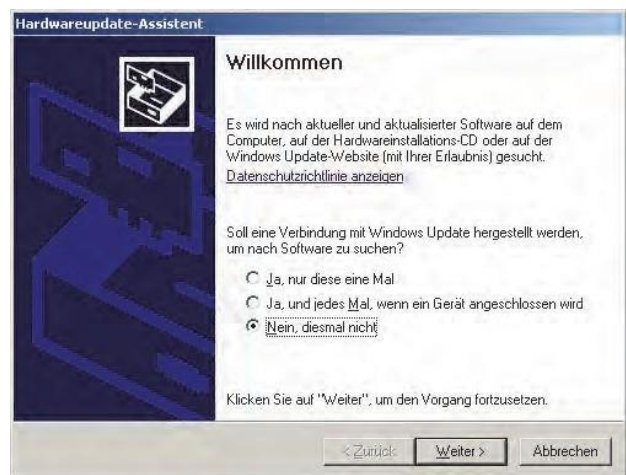 Hardwareupdate-Assistent
Willkommen
Es wird nach aktueller und aktualisierter Software auf dem
Computer, auf der Hardwareinstallations-CD oder auf der
Windows Update-Website (mit Ihrer Erlaubnis) gesucht.
Datenschutzrichtlinie anzeigen
Soll eine Verbindung mit Windows Update hergestellt werden,
um nach Software zu suchen?
Ja, nur diese eine Mal
Ja, und jedes Mal, wenn ein Gerät angeschlossen wird
Nein, diesmal nicht
Klicken Sie auf "Weiter", um den Vorgang fortzusetzen.
< Zurück Weiter > Abbrechen